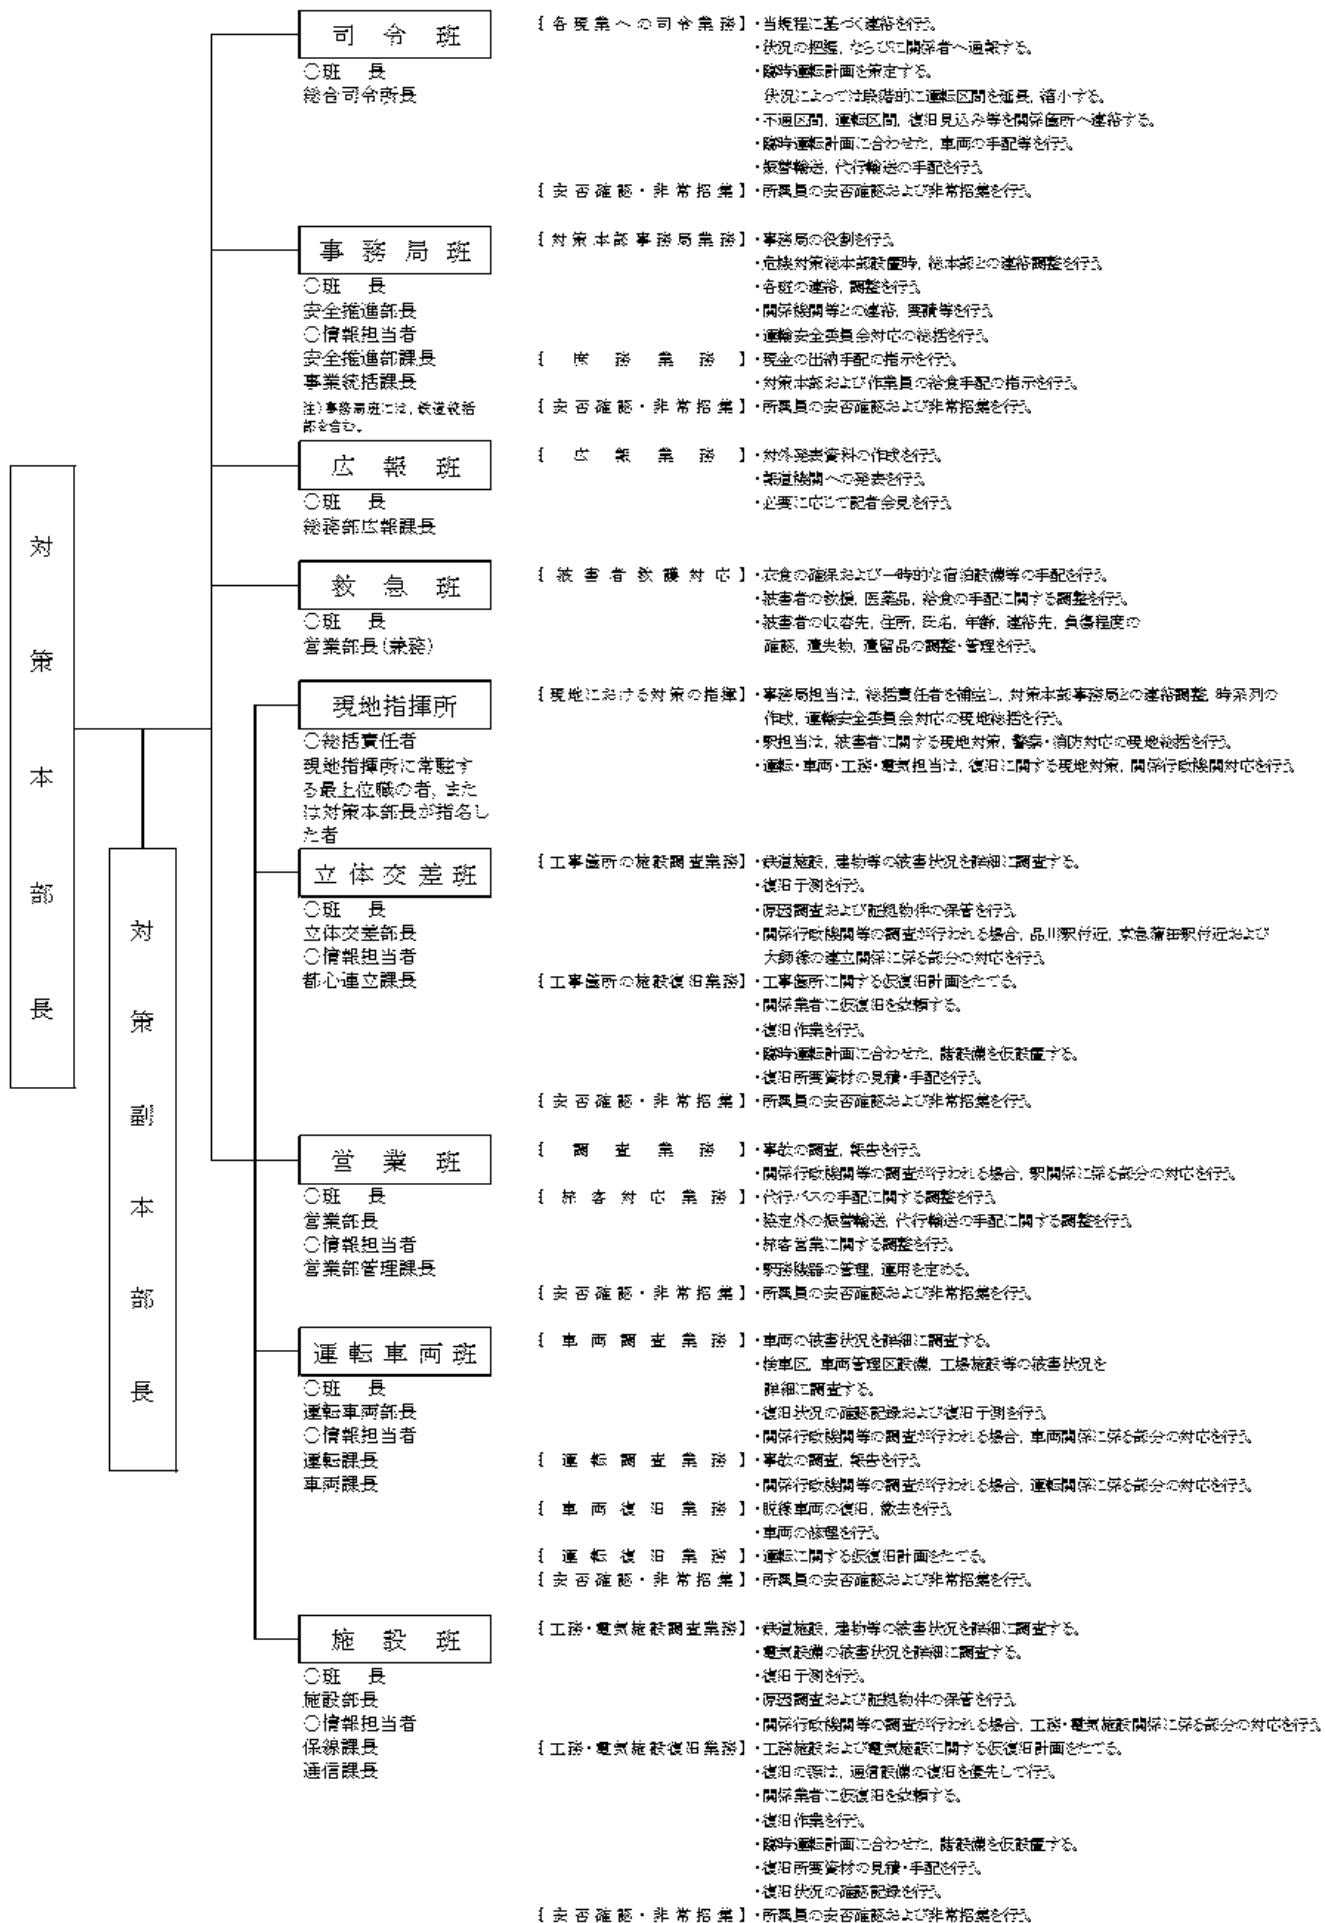 対策本部長
対策副本部長
司令班
○班　長
総合司令所長
【各現業への司令業務】・当規程に基づく連絡を行う。
・状況の把握、ならびに関係者へ通報する。
・臨時運転計画を策定する。
状況によっては段階的に運転区間を延長、縮小する。
・不通区間、運転区間、復旧見込み等を関係箇所へ連絡する。
・臨時運転計画に合わせた、車両の手配等を行う。
・振替輸送、代行輸送の手配を行う。
【安否確認・非常招集】・所属員の安否確認および非常招集を行う。
事務局班
○班　長
安全推進部長
○情報担当者
安全推進部課長
事業統括課長
注）事務局班には、鉄道統括
部を含む。
【対策本部事務局業務】・事務局の役割を行う。
・危機対策総本部設置時、総本部との連絡調整を行う。
・各班の連絡、調整を行う。
・関係機関等との連絡、要請等を行う。
・運輸安全委員会対応の総括を行う。
【庶務業務】・現金の出納手配の指示を行う。
・対策本部および作業員の給食手配の指示を行う。
【安否確認・非常招集】・所属員の安否確認および非常招集を行う。
広報班
○班　長
総務部広報課長
【広報業務】・対外発表資料の作成を行う。
・報道機関への発表を行う。
・必要に応じて記者会見を行う。
救急班
○班　長
営業部長（兼務）
【被害者救護対応】・衣食の確保および一時的な宿泊設備等の手配を行う。
・被害者の救援、医薬品、給食の手配に関する調整を行う。
・被害者の収容先、住所、氏名、年齢、連絡先、負傷程度の
確認、遺失物、遺留品の調整・管理を行う。
現地指揮所
○総括責任者
現地指揮所に常駐す
る最上位職の者、また
は対策本部長が指名し
た者
【現地における対策の指揮】・事務局担当は、総括責任者を補佐し、対策本部事務局との連絡調整、時系列の
作成、運輸安全委員会対応の現地総括を行う。
・駅担当は、被害者に関する現地対策、警察・消防対応の現地総括を行う。
・運転・車両・工務・電気担当は、復旧に関する現地対策、関係行政機関対応を行う。
立体交差班
○班　長
立体交差部長
○情報担当者
都心連立課長
【工事箇所の施設調査業務】・鉄道施設、建物等の被害状況を詳細に調査する。
・復旧予測を行う。
・原因調査および証拠物件の保管を行う。
・関係行政機関等の調査が行われる場合、品川駅付近、京急蒲田駅付近および
大師線の連立関係に係る部分の対応を行う。
【工事箇所の施設復旧業務】・工事箇所に関する仮復旧計画をたてる。
・関係業者に仮復旧を依頼する。
・復旧作業を行う。
・臨時運転計画に合わせた、諸設備を仮設置する。
・復旧所要資材の見積・手配を行う。
【安否確認・非常招集】・所属員の安否確認および非常招集を行う。
営業班
○班　長
営業部長
○情報担当者
営業部管理課長
【調査業務】・事故の調査、報告を行う。
・関係行政機関等の調査が行われる場合、駅関係に係る部分の対応を行う。
【旅客対応業務】・代行バスの手配に関する調整を行う。
・協定外の振替輸送、代行輸送の手配に関する調整を行う。
・旅客営業に関する調整を行う。
・駅務機器の管理、運用を定める。
【安否確認・非常招集】・所属員の安否確認および非常招集を行う。
運転車両班
○班　長
運転車両部長
○情報担当者
運転課長
車両課長
【車両調査業務】・車両の被害状況を詳細に調査する。
・検車区、車両管理区設備、工場施設等の被害状況を
詳細に調査する。
・復旧状況の確認記録および復旧予測を行う。
・関係行政機関等の調査が行われる場合、車両関係に係る部分の対応を行う。
【運転調査業務】・事故の調査、報告を行う。
・関係行政機関等の調査が行われる場合、運転関係に係る部分の対応を行う。
【車両復旧業務】・脱線車両の復旧、撤去を行う。
・車両の修理を行う。
【運転復旧業務】・運転に関する仮復旧計画をたてる。
【安否確認・非常招集】・所属員の安否確認および非常招集を行う。
施設班
○班　長
施設部長
○情報担当者
保線課長
通信課長
【工務・電気施設調査業務】・鉄道施設、建物等の被害状況を詳細に調査する。
・電気設備の被害状況を詳細に調査する。
・復旧予測を行う。
・原因調査および証拠物件の保管を行う。
・関係行政機関等の調査が行われる場合、工務・電気施設関係に係る部分の対応を行う。
【工務・電気施設復旧業務】・工務施設および電気施設に関する仮復旧計画をたてる。
・復旧の際は、通信設備の復旧を優先して行う。
・関係業者に仮復旧を依頼する。
・復旧作業を行う。
・臨時運転計画に合わせた、諸設備を仮設置する。
・復旧所要資材の見積・手配を行う。
・復旧状況の確認記録を行う。
【安否確認・非常招集】・所属員の安否確認および非常招集を行う。